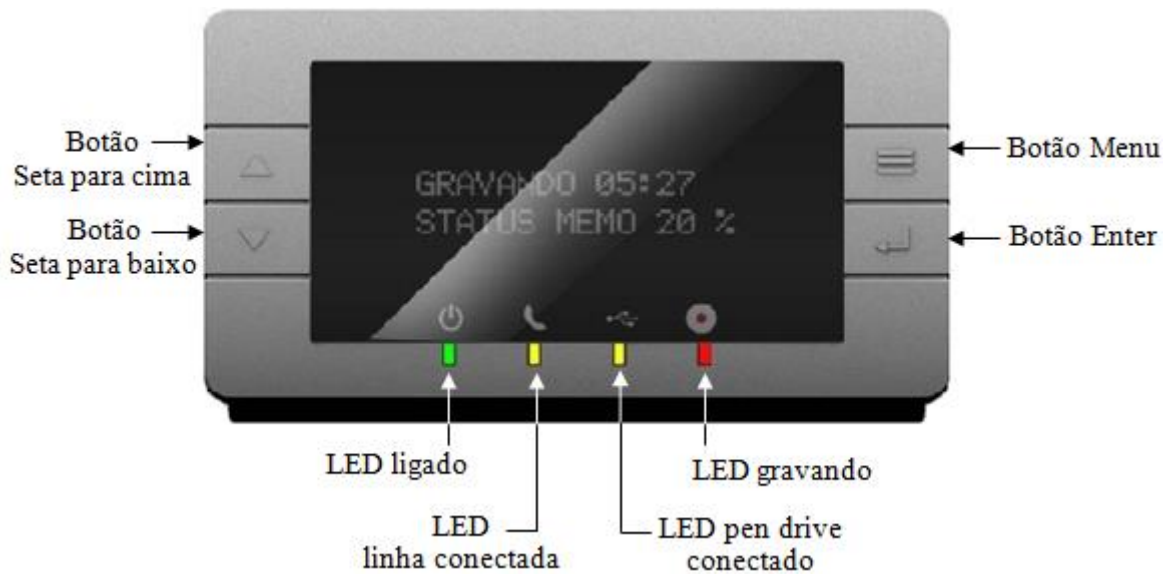 Botão
Seta para cima
Botão
Seta para baixo
GRAVANDO 05:27
STATUS MEMO 20 %
Botão Menu
Botão Enter
LED ligado
LED
linha conectada
LED pen drive
conectado
LED gravando